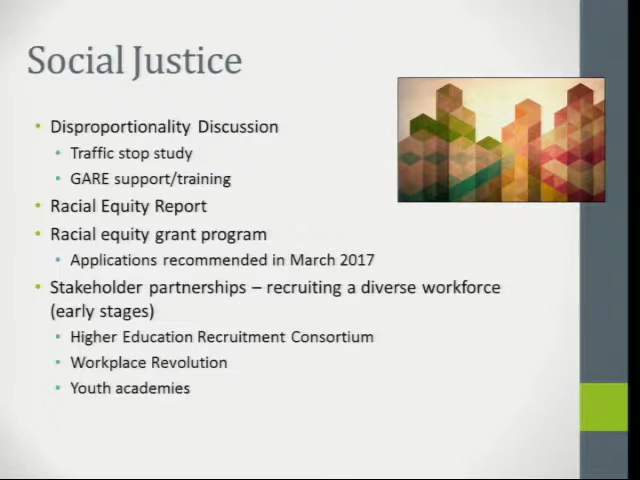 Social Justice
• Disproportionality Discussion
• Traffic stop study
• GARE support/training
• Racial Equity Report
• Racial equity grant program
• Applications recommended in March 2017
• Stakeholder partnerships – recruiting a diverse workforce
(early stages)
• Higher Education Recruitment Consortium
• Workplace Revolution
• Youth academies